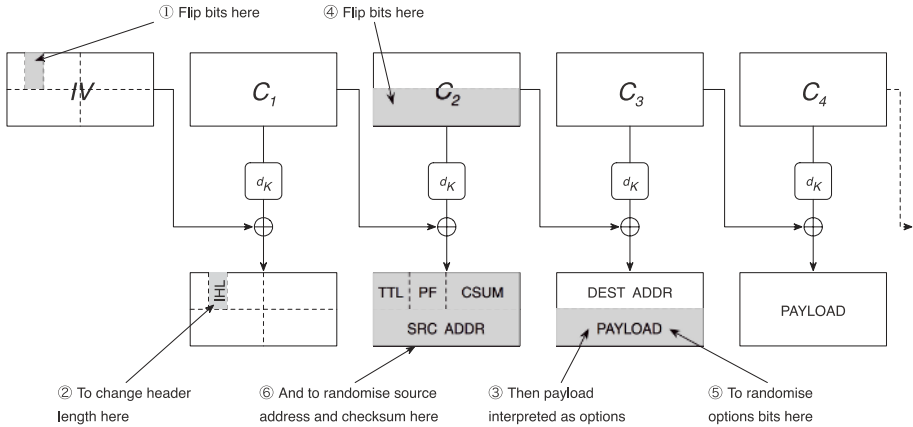 ① Flip bits here
④ Flip bits here
IV
C1
C2
C3
C4
dK
dK
dK
dK
IHL
TTL PF CSUM
SRC ADDR
DEST ADDR
PAYLOAD
PAYLOAD
② To change header
length here
⑥ And to randomise source
address and checksum here
③ Then payload
interpreted as options
⑤ To randomise
options bits here